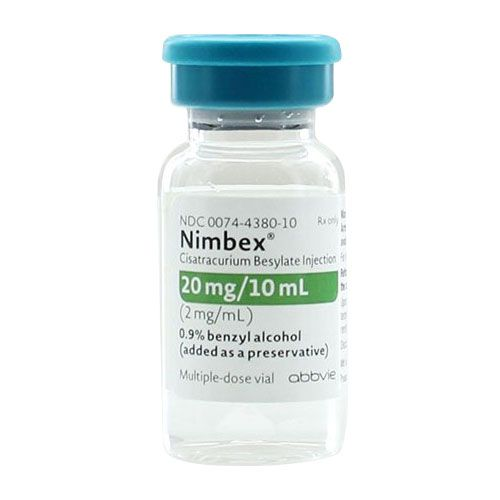 NDC 0074-4380-10 Rx only
Nimbex®
Cisatracurium Besylate Injection
20 mg/10 mL
(2 mg/mL)
0.9% benzyl alcohol
(added as a preservative)
Multiple-dose vial abbvie